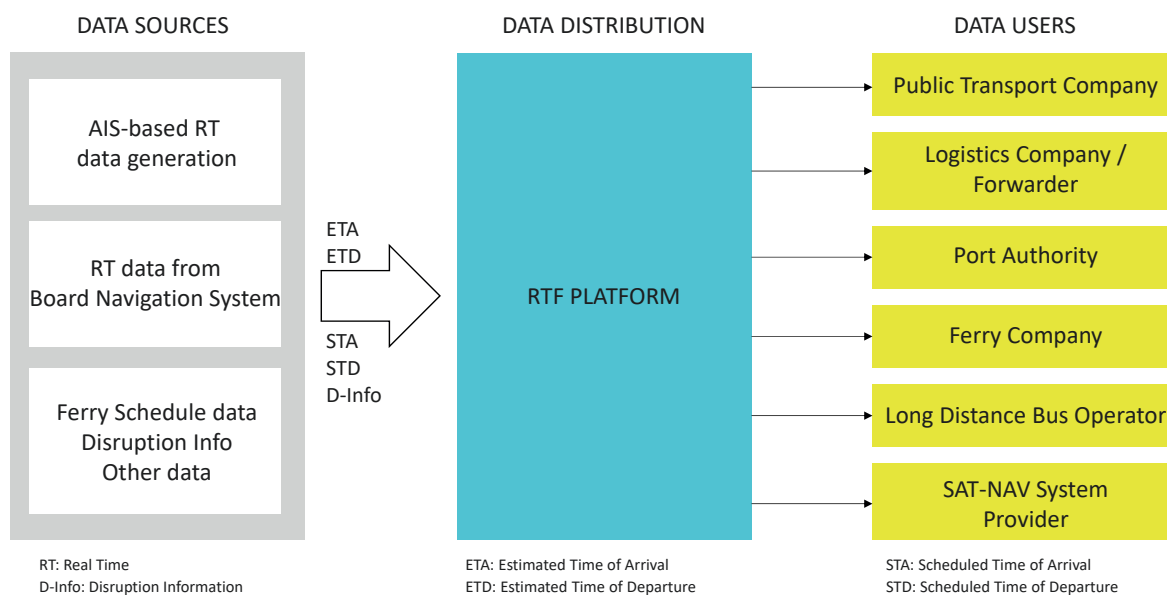 DATA SOURCES
AIS-based RT
data generation
RT data from
Board Navigation System
Ferry Schedule data
Disruption Info
Other data
ETA
ETD
STA
STD
D-Info
DATA DISTRIBUTION
RTF PLATFORM
DATA USERS
Public Transport Company
Logistics Company /
Forwarder
Port Authority
Ferry Company
Long Distance Bus Operator
SAT-NAV System
Provider
RT: Real Time
D-Info: Disruption Information
ETA: Estimated Time of Arrival
ETD: Estimated Time of Departure
STA: Scheduled Time of Arrival
STD: Scheduled Time of Departure